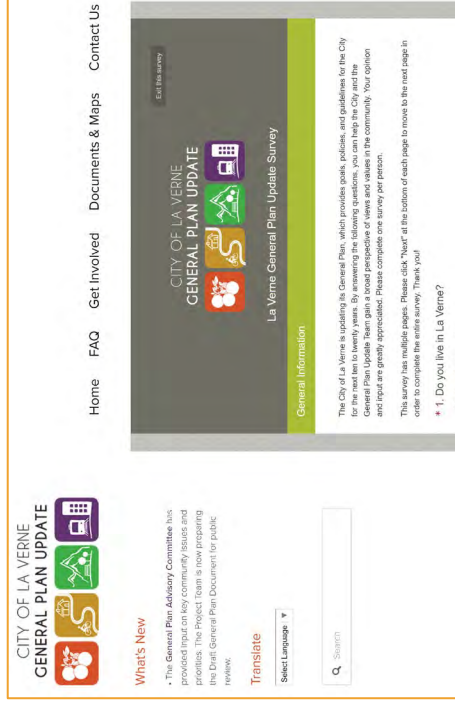 CITY OF LA VERNE
GENERAL PLAN UPDATE
Home FAQ Get Involved Documents & Maps Contact Us
What's New
• The General Plan Advisory Committee has
provided input on key community issues and
priorities. The Project Team is now preparing
the Draft General Plan Document for public
review.
Translate
Select Language ▼
Search
Exit this survey
CITY OF LA VERNE
GENERAL PLAN UPDATE
La Verne General Plan Update Survey
General Information
The City of La Verne is updating its General Plan, which provides goals, policies, and guidelines for the City
for the next ten to twenty years. By answering the following questions, you can help the City and the
General Plan Update Team gain a broad perspective of views and values in the community. Your opinion
and input are greatly appreciated. Please complete one survey per person.
This survey has multiple pages. Please click "Next" at the bottom of each page to move to the next page in
order to complete the entire survey. Thank you!
* 1. Do you live in La Verne?